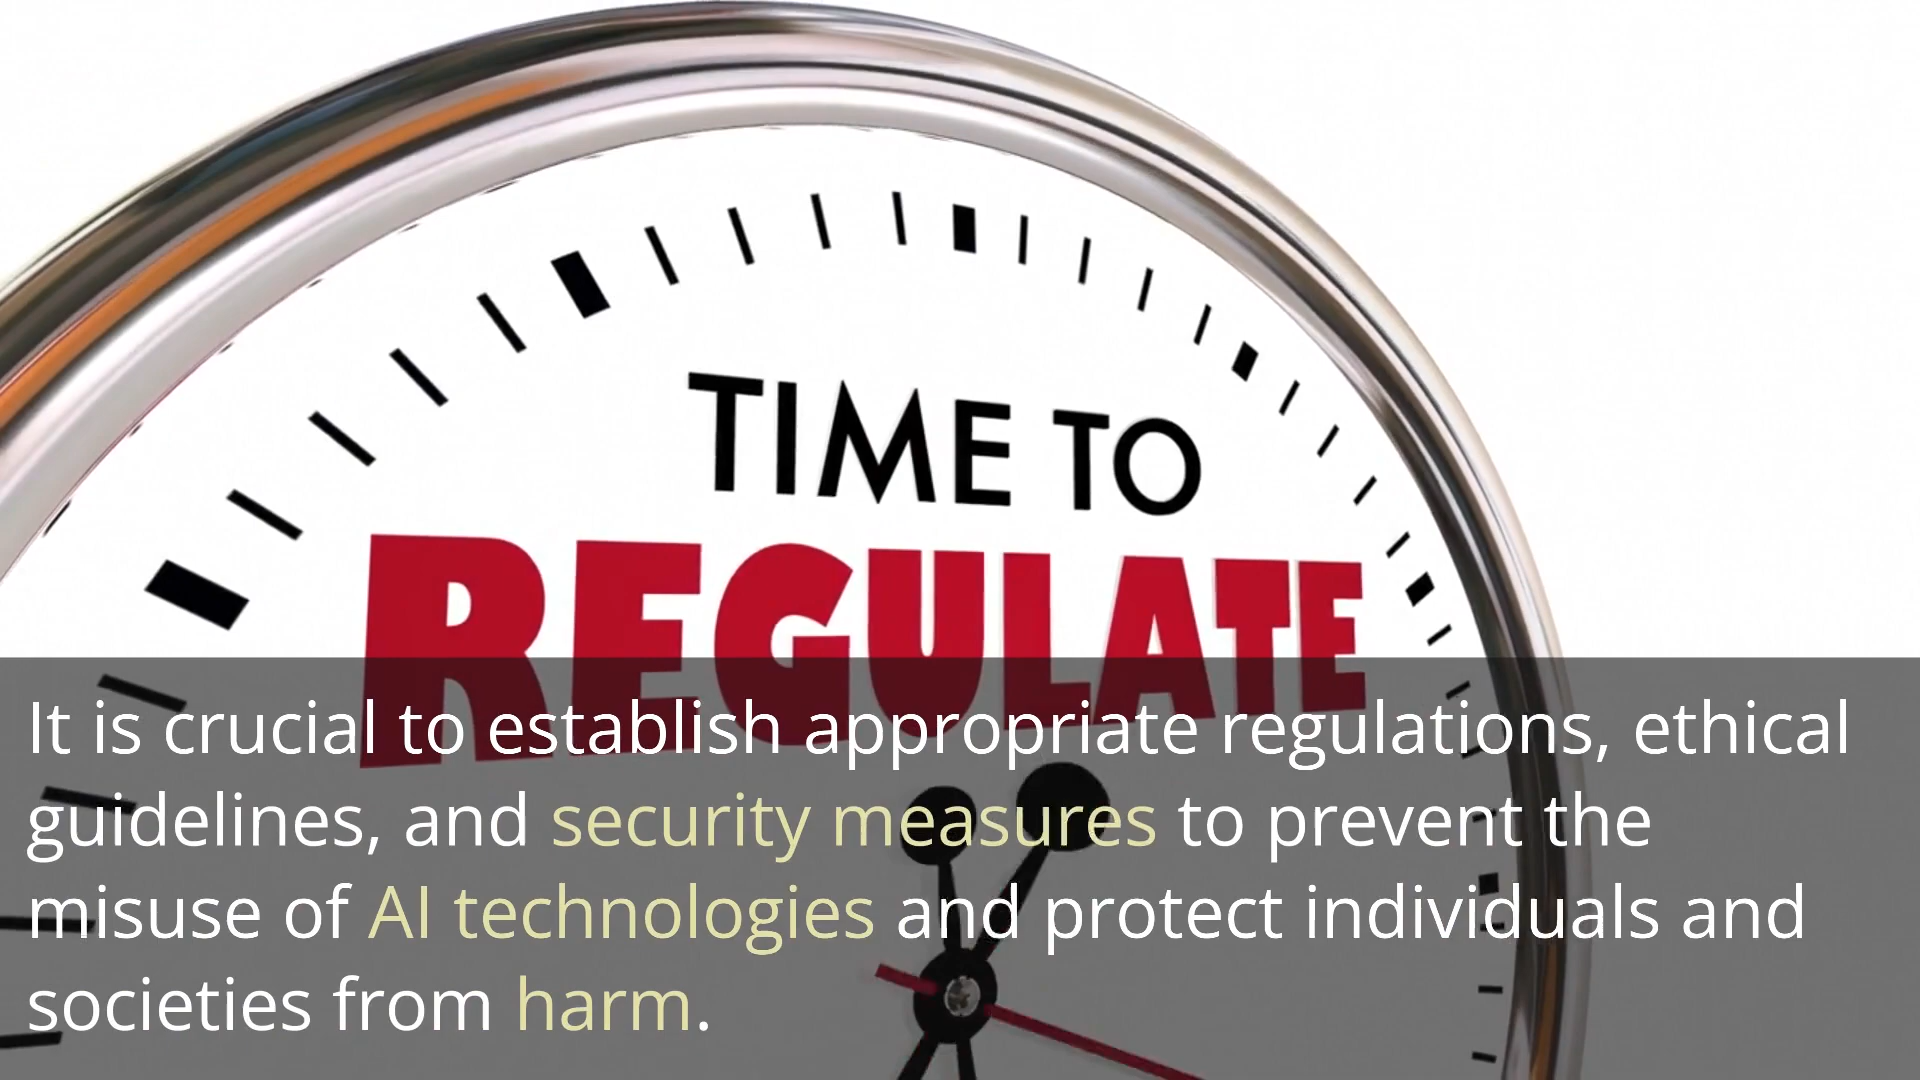 TIME TO
REGULATE
It is crucial to establish appropriate regulations, ethical
guidelines, and security measures to prevent the
misuse of AI technologies and protect individuals and
societies from harm.